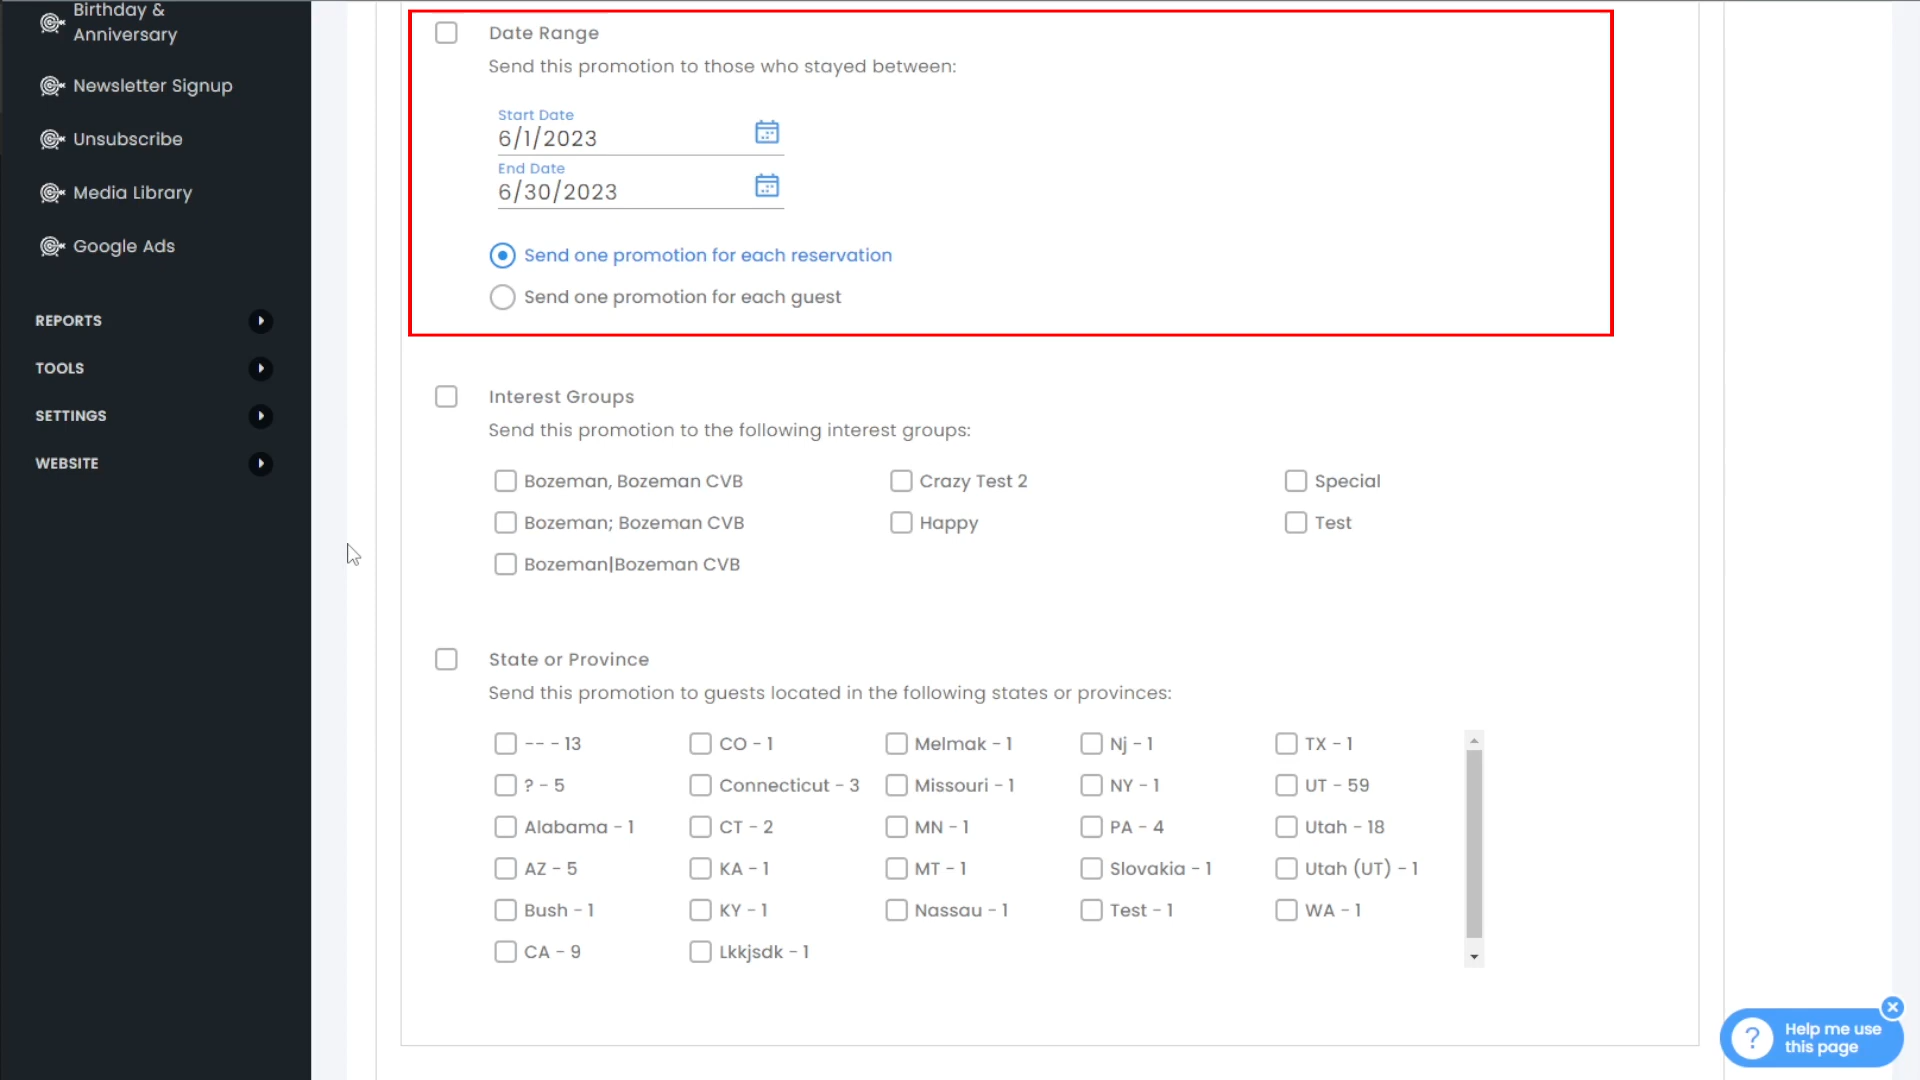 Birthday &
Anniversary
Newsletter Signup
Unsubscribe
Media Library
Google Ads
REPORTS
TOOLS
SETTINGS
WEBSITE
Date Range
Send this promotion to those who stayed between:
Start Date
6/1/2023
End Date
6/30/2023
Send one promotion for each reservation
Send one promotion for each guest
Interest Groups
Send this promotion to the following interest groups:
Bozeman, Bozeman CVB
Crazy Test 2
Special
Bozeman; Bozeman CVB
Happy
Test
Bozeman|Bozeman CVB
State or Province
Send this promotion to guests located in the following states or provinces:
-- - 13
CO - 1
Melmak - 1
Nj - 1
TX - 1
? - 5
Connecticut - 3
Missouri - 1
NY - 1
UT - 59
Alabama - 1
CT - 2
MN - 1
PA - 4
Utah - 18
AZ - 5
KA - 1
MT - 1
Slovakia - 1
Utah (UT) - 1
Bush - 1
KY - 1
Nassau - 1
Test - 1
WA - 1
CA - 9
Lkkjsdk - 1
? Help me use
this page